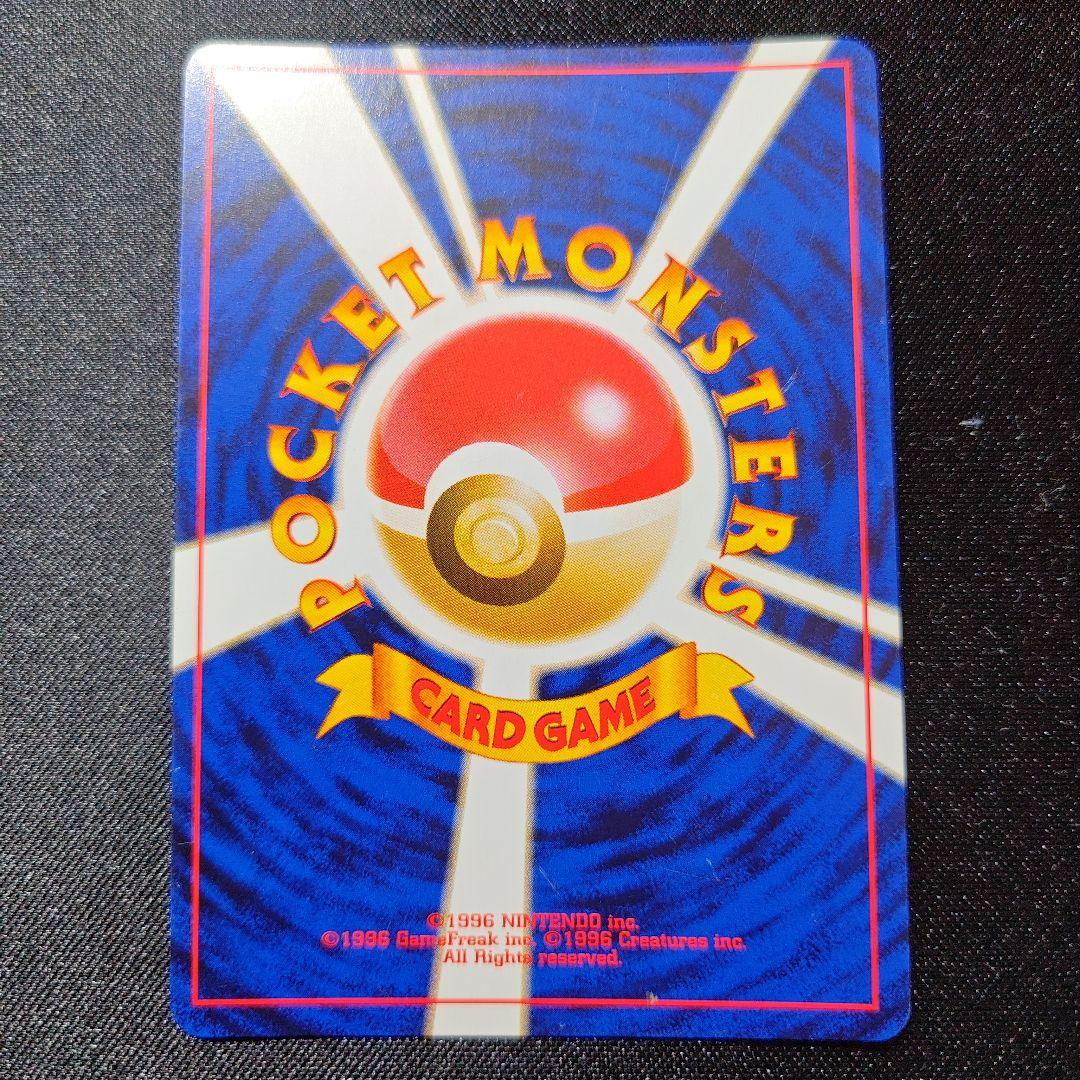 POCKET MONSTERS
CARD GAME
©1996 NINTENDO inc.
©1996 GameFreak inc. ©1996 Creatures inc.
All Rights reserved.